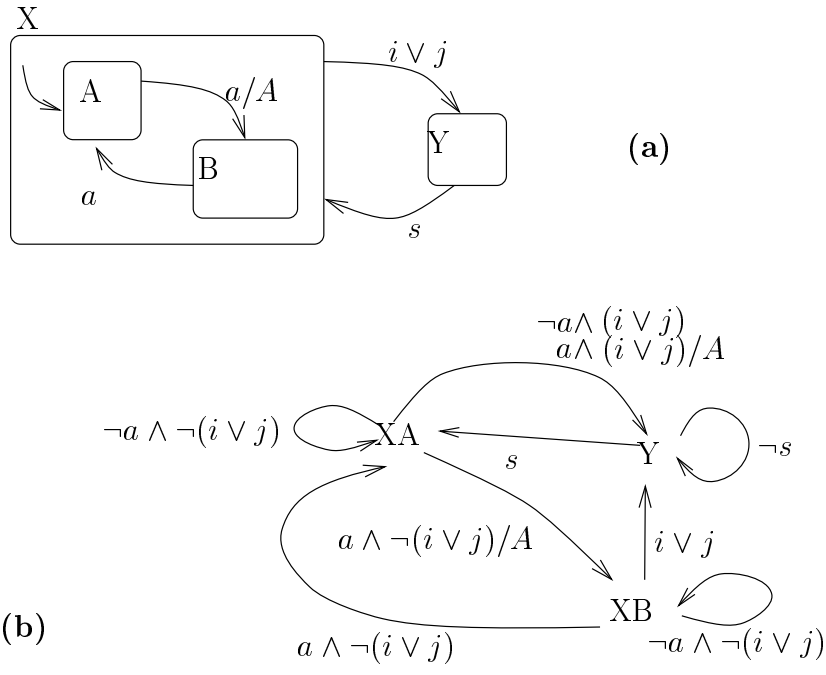 X
i ∨ j
A
a/A
Y
(a)
B
a
s
¬a∧ (i ∨ j)
a∧ (i ∨ j)/A
¬a ∧ ¬(i ∨ j)
XA
Y
¬s
s
a ∧ ¬(i ∨ j)/A
i ∨ j
XB
(b)
a ∧ ¬(i ∨ j)
¬a ∧ ¬(i ∨ j)